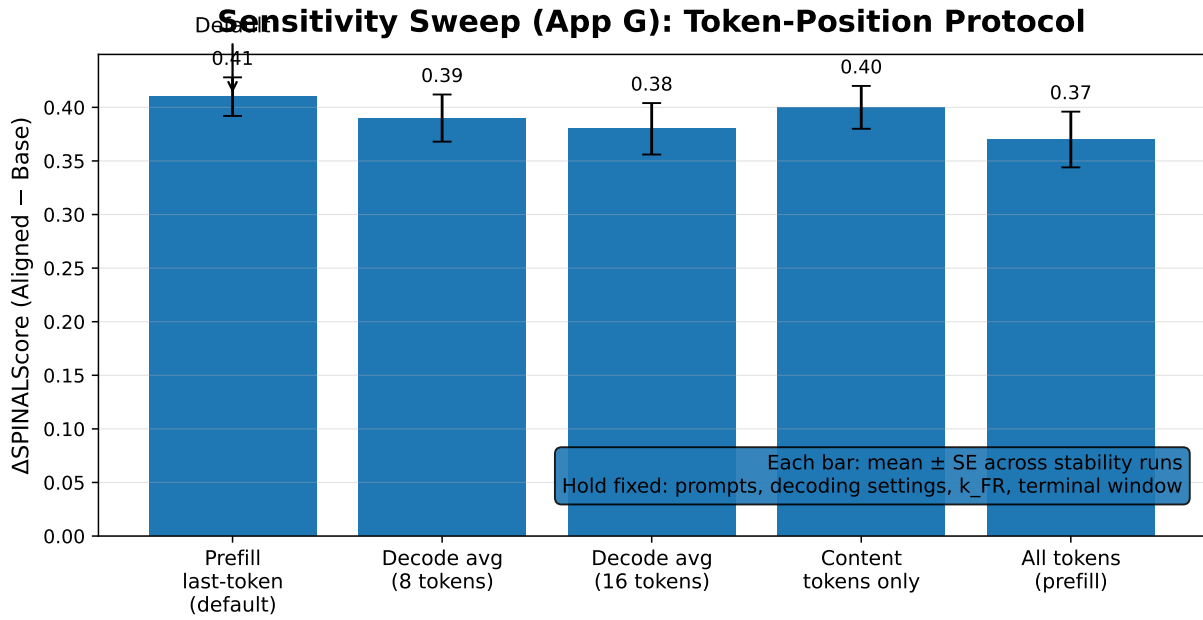 Sensitivity Sweep (App G): Token-Position Protocol
Default
0.41
0.39
0.38
0.40
0.37
ΔSPINALScore (Aligned − Base)
0.40
0.35
0.30
0.25
0.20
0.15
0.10
0.05
0.00
Each bar: mean ± SE across stability runs
Hold fixed: prompts, decoding settings, k_FR, terminal window
Prefill
last-token
(default)
Decode avg
(8 tokens)
Decode avg
(16 tokens)
Content
tokens only
All tokens
(prefill)